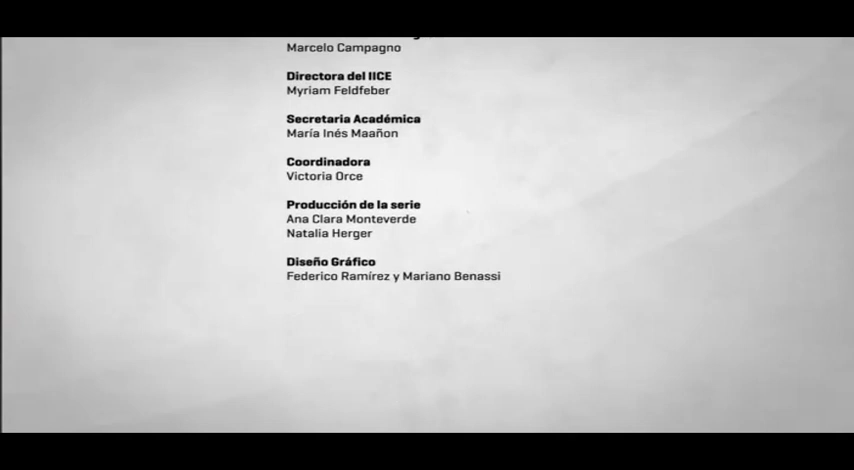 Marcelo Campagno
Directora del IICE
Myriam Feldfeber
Secretaria Académica
María Inés Maañon
Coordinadora
Victoria Orce
Producción de la serie
Ana Clara Monteverde
Natalia Herger
Diseño Gráfico
Federico Ramírez y Mariano Benassi